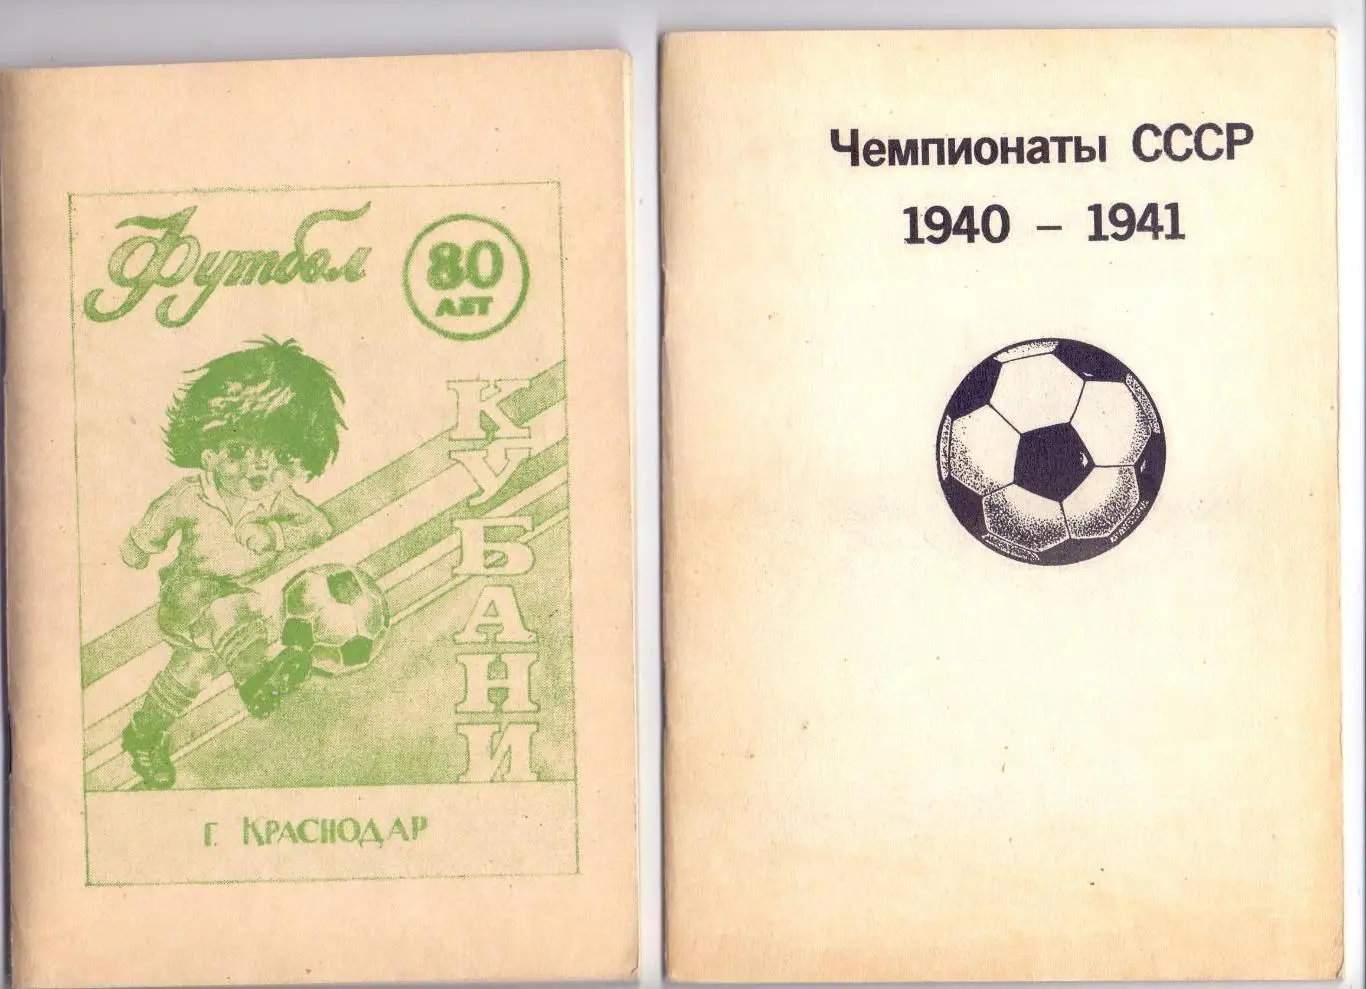 Футбол
80
ЛЕТ
КУБАНИ
Г. КРАСНОДАР
Чемпионаты СССР
1940 – 1941